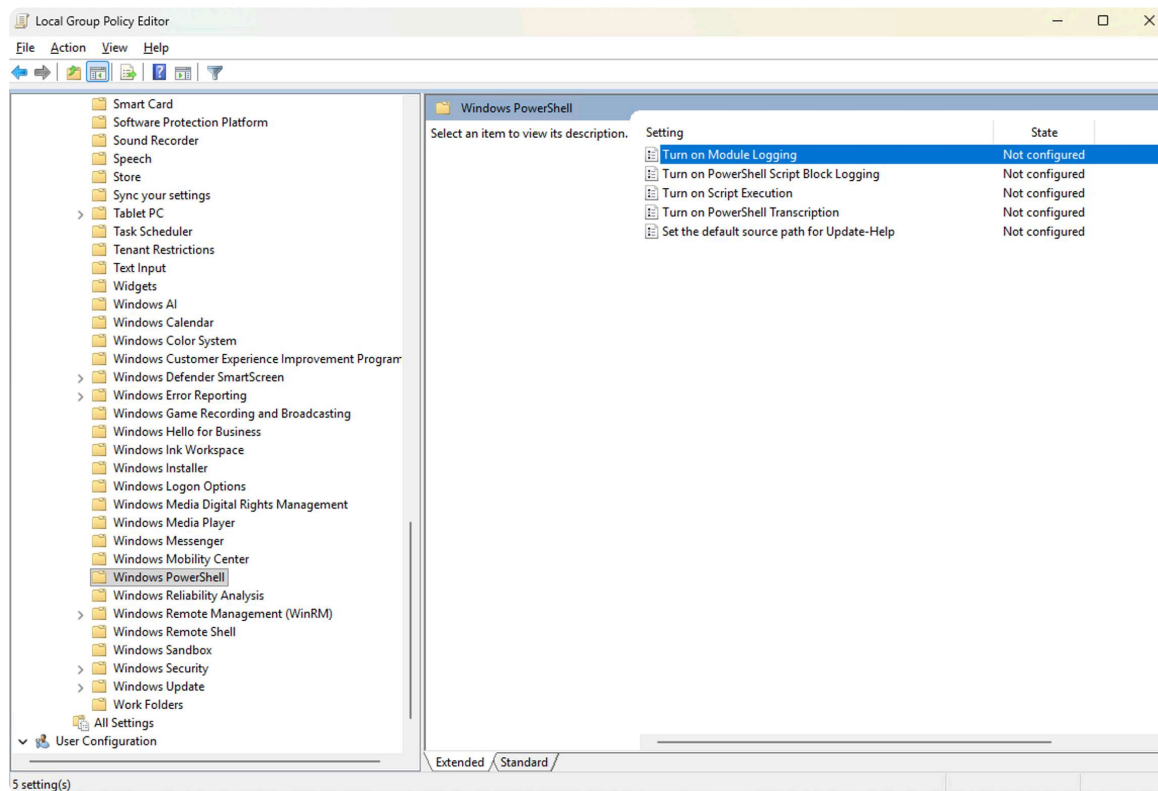 Local Group Policy Editor
File Action View Help
Smart Card
Software Protection Platform
Sound Recorder
Speech
Store
Sync your settings
Tablet PC
Task Scheduler
Tenant Restrictions
Text Input
Widgets
Windows AI
Windows Calendar
Windows Color System
Windows Customer Experience Improvement Program
Windows Defender SmartScreen
Windows Error Reporting
Windows Game Recording and Broadcasting
Windows Hello for Business
Windows Ink Workspace
Windows Installer
Windows Logon Options
Windows Media Digital Rights Management
Windows Media Player
Windows Messenger
Windows Mobility Center
Windows PowerShell
Windows Reliability Analysis
Windows Remote Management (WinRM)
Windows Remote Shell
Windows Sandbox
Windows Security
Windows Update
Work Folders
All Settings
User Configuration
Windows PowerShell
Select an item to view its description.
Setting State
Turn on Module Logging Not configured
Turn on PowerShell Script Block Logging Not configured
Turn on Script Execution Not configured
Turn on PowerShell Transcription Not configured
Set the default source path for Update-Help Not configured
Extended Standard
5 setting(s)